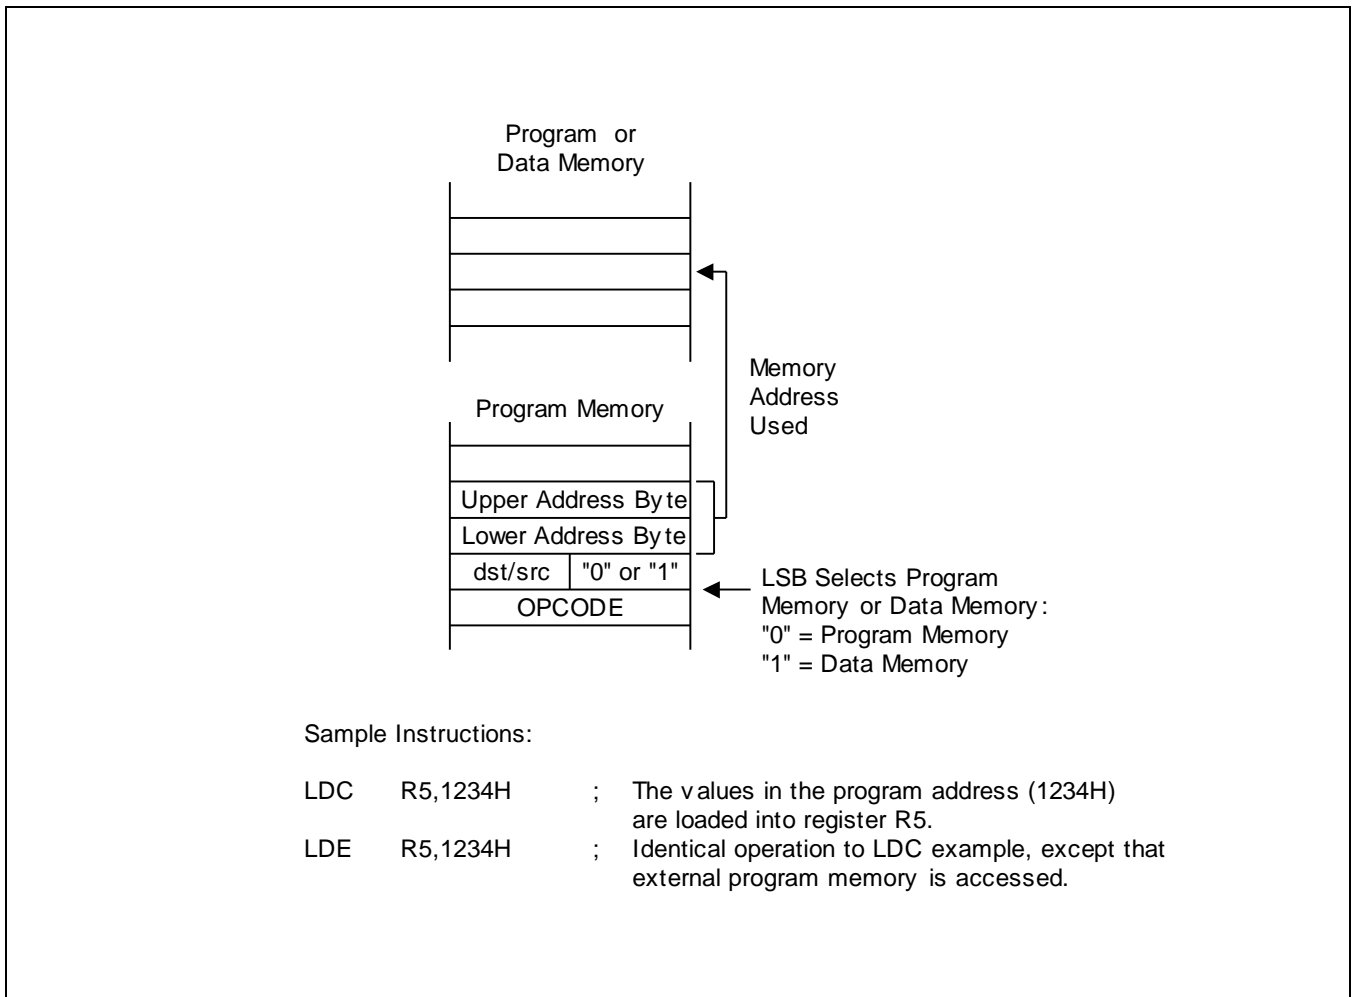 Program or
Data Memory
Memory
Address
Used
Program Memory
Upper Address Byte
Lower Address Byte
dst/src "0" or "1"
OPCODE
LSB Selects Program
Memory or Data Memory:
"0" = Program Memory
"1" = Data Memory
Sample Instructions:
LDC R5,1234H ; The values in the program address (1234H)
are loaded into register R5.
LDE R5,1234H ; Identical operation to LDC example, except that
external program memory is accessed.